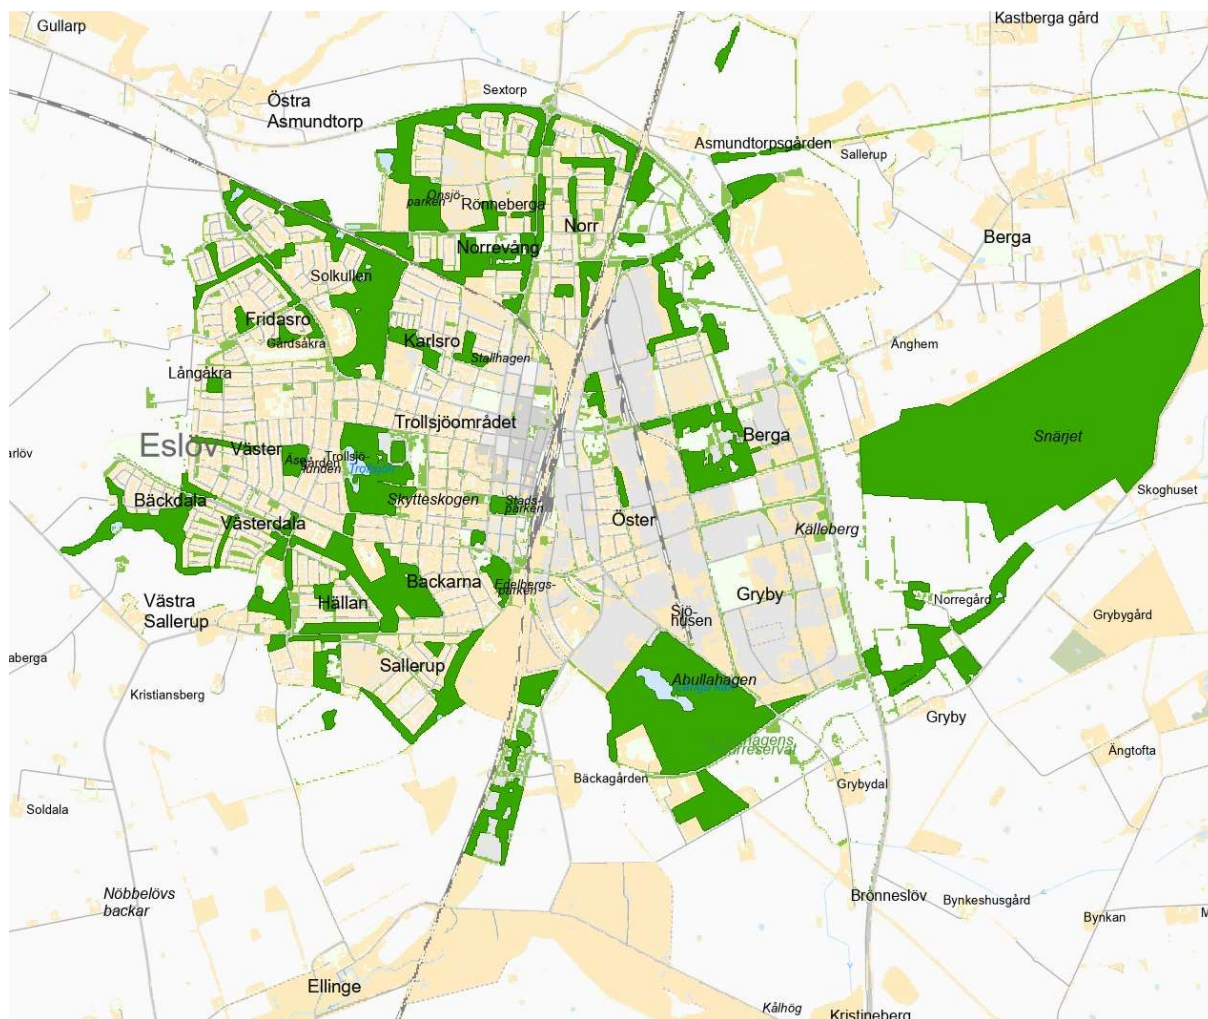 Gullarp
Kastberga gård
Sextorp
Östra
Asmundtorp
Asmundtorpsgården
Sallerup
Onsjö-
parken
Rönneberga
Norr
Norrevång
Berga
Solkullen
Fridasro
Gårdsåkra
Karlsro
Stallhagen
Änghem
Långåkra
Trollsjöområdet
Berga
Snärjet
Eslöv
Väster
Trollsjö-
lunden
Skytteskogen
Stads-
parken
Skoghuset
Bäckdala
Västerdala
Öster
Källeberg
Backarna
parken
Hällan
Gryby
Norregård
Grybygård
Västra
Sallerup
Sjö-
husen
Sallerup
Abullahagen
Kristiansberg
Gryby
Ängtofta
Bäckagården
Grybydal
Soldala
Nöbbelövs
backar
Brönneslöv
Bynkeshusgård
Bynkan
Ellinge
Kålhög
Kristineberg